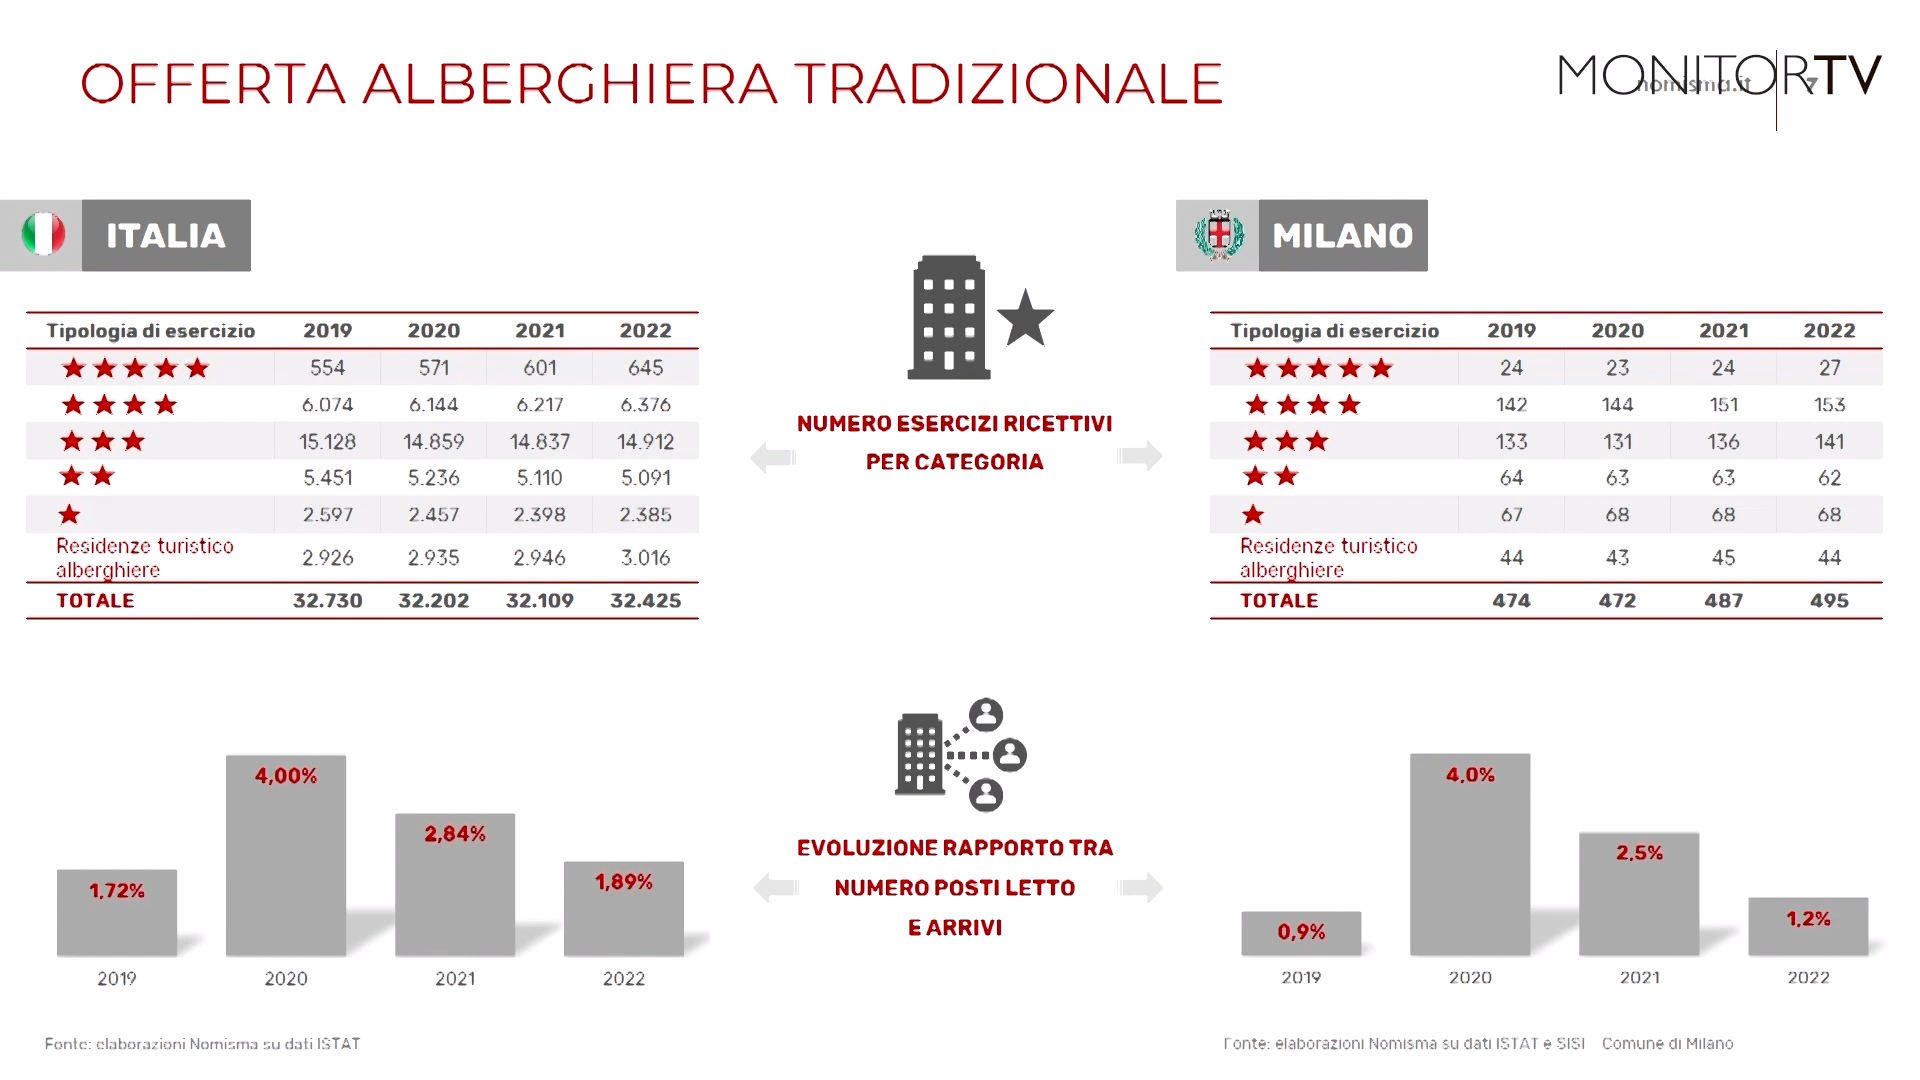 OFFERTA ALBERGHIERA TRADIZIONALE
MONITORTV
nomisma.it 7
ITALIA
Tipologia di esercizio 2019 2020 2021 2022
554 571 601 645
6.074 6.144 6.217 6.376
15.128 14.859 14.837 14.912
5.451 5.236 5.110 5.091
2.597 2.457 2.398 2.385
Residenze turistico
alberghiere 2.926 2.935 2.946 3.016
TOTALE 32.730 32.202 32.109 32.425
NUMERO ESERCIZI RICETTIVI
PER CATEGORIA
MILANO
Tipologia di esercizio 2019 2020 2021 2022
24 23 24 27
142 144 151 153
133 131 136 141
64 63 63 62
67 68 68 68
Residenze turistico
alberghiere 44 43 45 44
TOTALE 474 472 487 495
1,72% 4,00% 2,84% 1,89%
2019 2020 2021 2022
EVOLUZIONE RAPPORTO TRA
NUMERO POSTI LETTO
E ARRIVI
0,9% 4,0% 2,5% 1,2%
2019 2020 2021 2022
Fonte: elaborazioni Nomisma su dati ISTAT
Fonte: elaborazioni Nomisma su dati ISTAT e SISI Comune di Milano